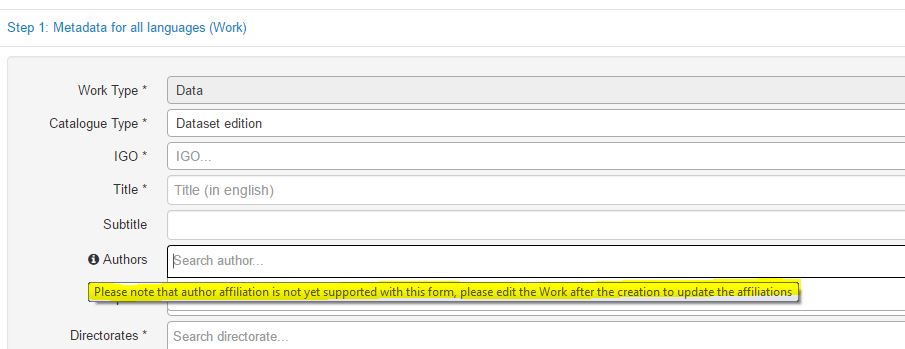 Step 1: Metadata for all languages (Work)
Work Type * Data
Catalogue Type * Dataset edition
IGO * IGO...
Title * Title (in english)
Subtitle
Authors Search author...
Please note that author affiliation is not yet supported with this form, please edit the Work after the creation to update the affiliations
Directorates * Search directorate...